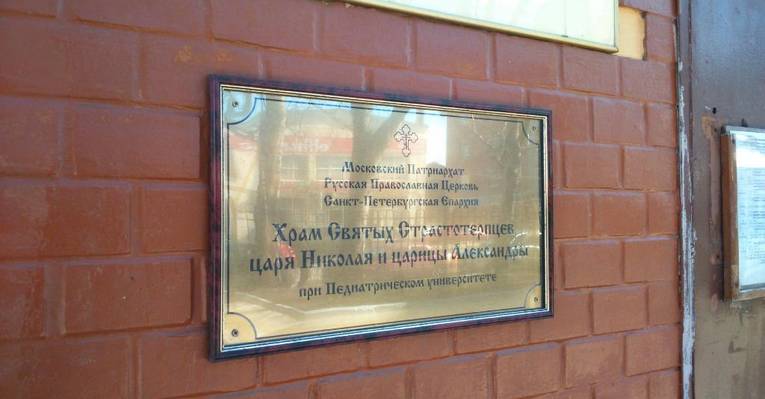 Московский Патриархат
Русская Православная Церковь
Санкт-Петербургская Епархия
Храм Святых Страстотерпцев
царя Николая и царицы Александры
при Педиатрическом университете